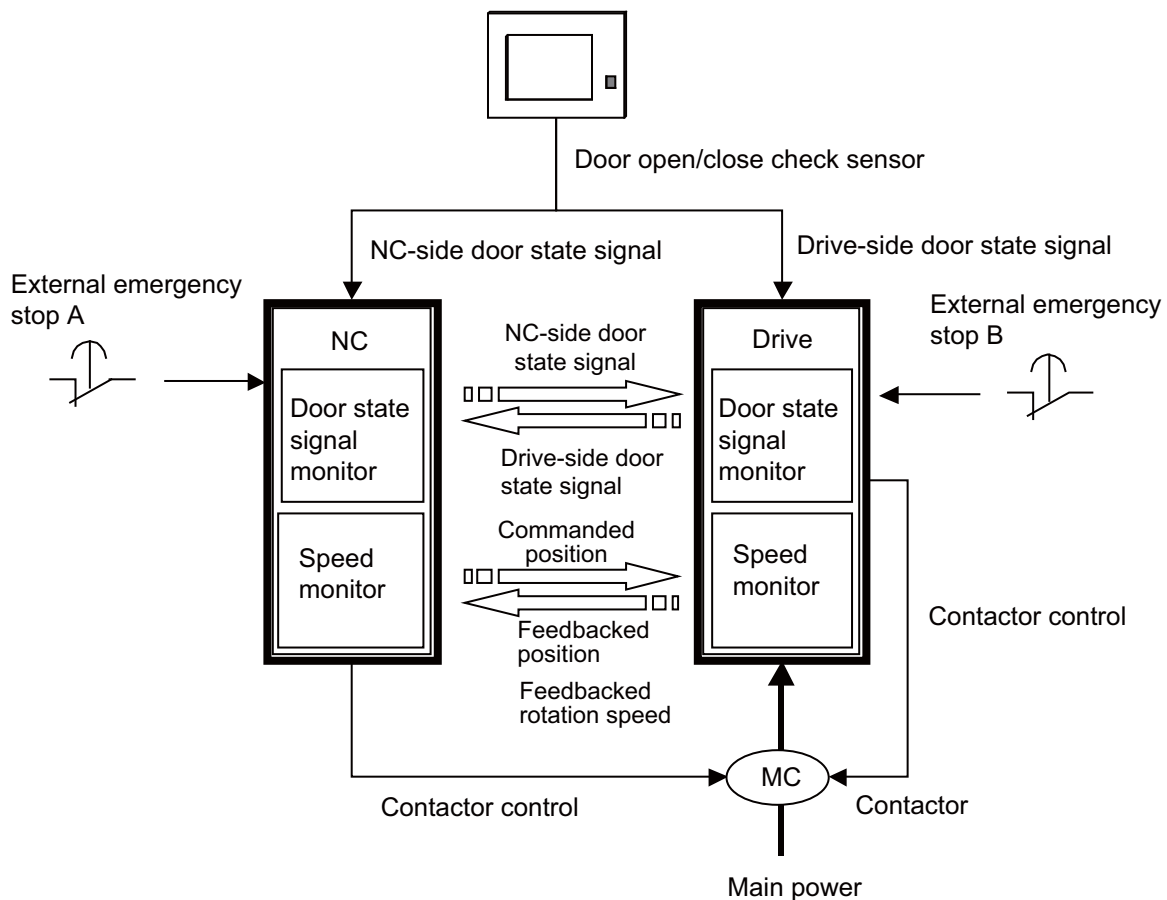 Door open/close check sensor
NC-side door state signal
Drive-side door state signal
External emergency
stop A
External emergency
stop B
NC
NC-side door
state signal
Drive
Door state
signal
monitor
Drive-side door
state signal
Door state
signal
monitor
Speed
monitor
Commanded
position
Feedbacked
position
Feedbacked
rotation speed
Speed
monitor
Contactor control
MC
Contactor control
Contactor
Main power